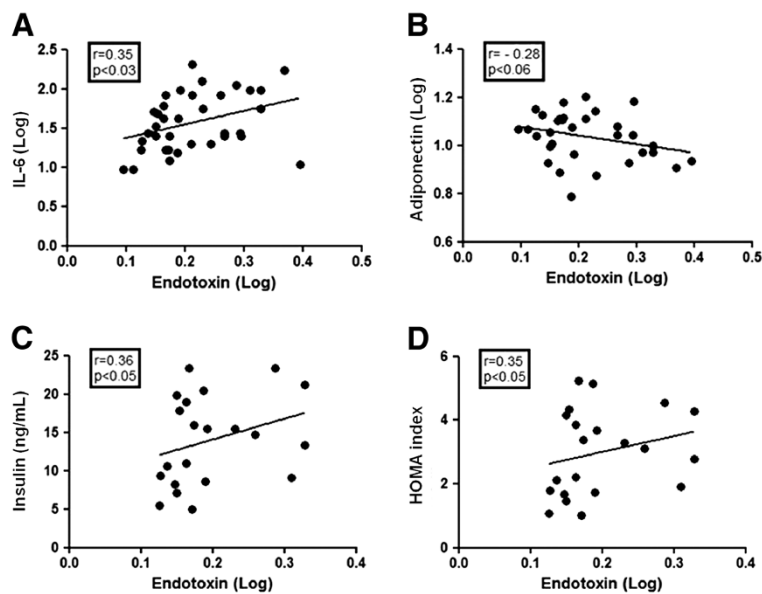 A
r=0.35
p<0.03
IL-6 (Log)
2.5
2.0
1.5
1.0
0.5
0.0
0.0 0.1 0.2 0.3 0.4 0.5
Endotoxin (Log)
B
r= - 0.28
p<0.06
Adiponectin (Log)
1.4
1.2
1.0
0.8
0.6
0.0 0.1 0.2 0.3 0.4 0.5
Endotoxin (Log)
C
r=0.36
p<0.05
Insulin (ng/mL)
25
20
15
10
5
0
0.0 0.1 0.2 0.3 0.4
Endotoxin (Log)
D
r=0.35
p<0.05
HOMA index
6
4
2
0
0.0 0.1 0.2 0.3 0.4
Endotoxin (Log)